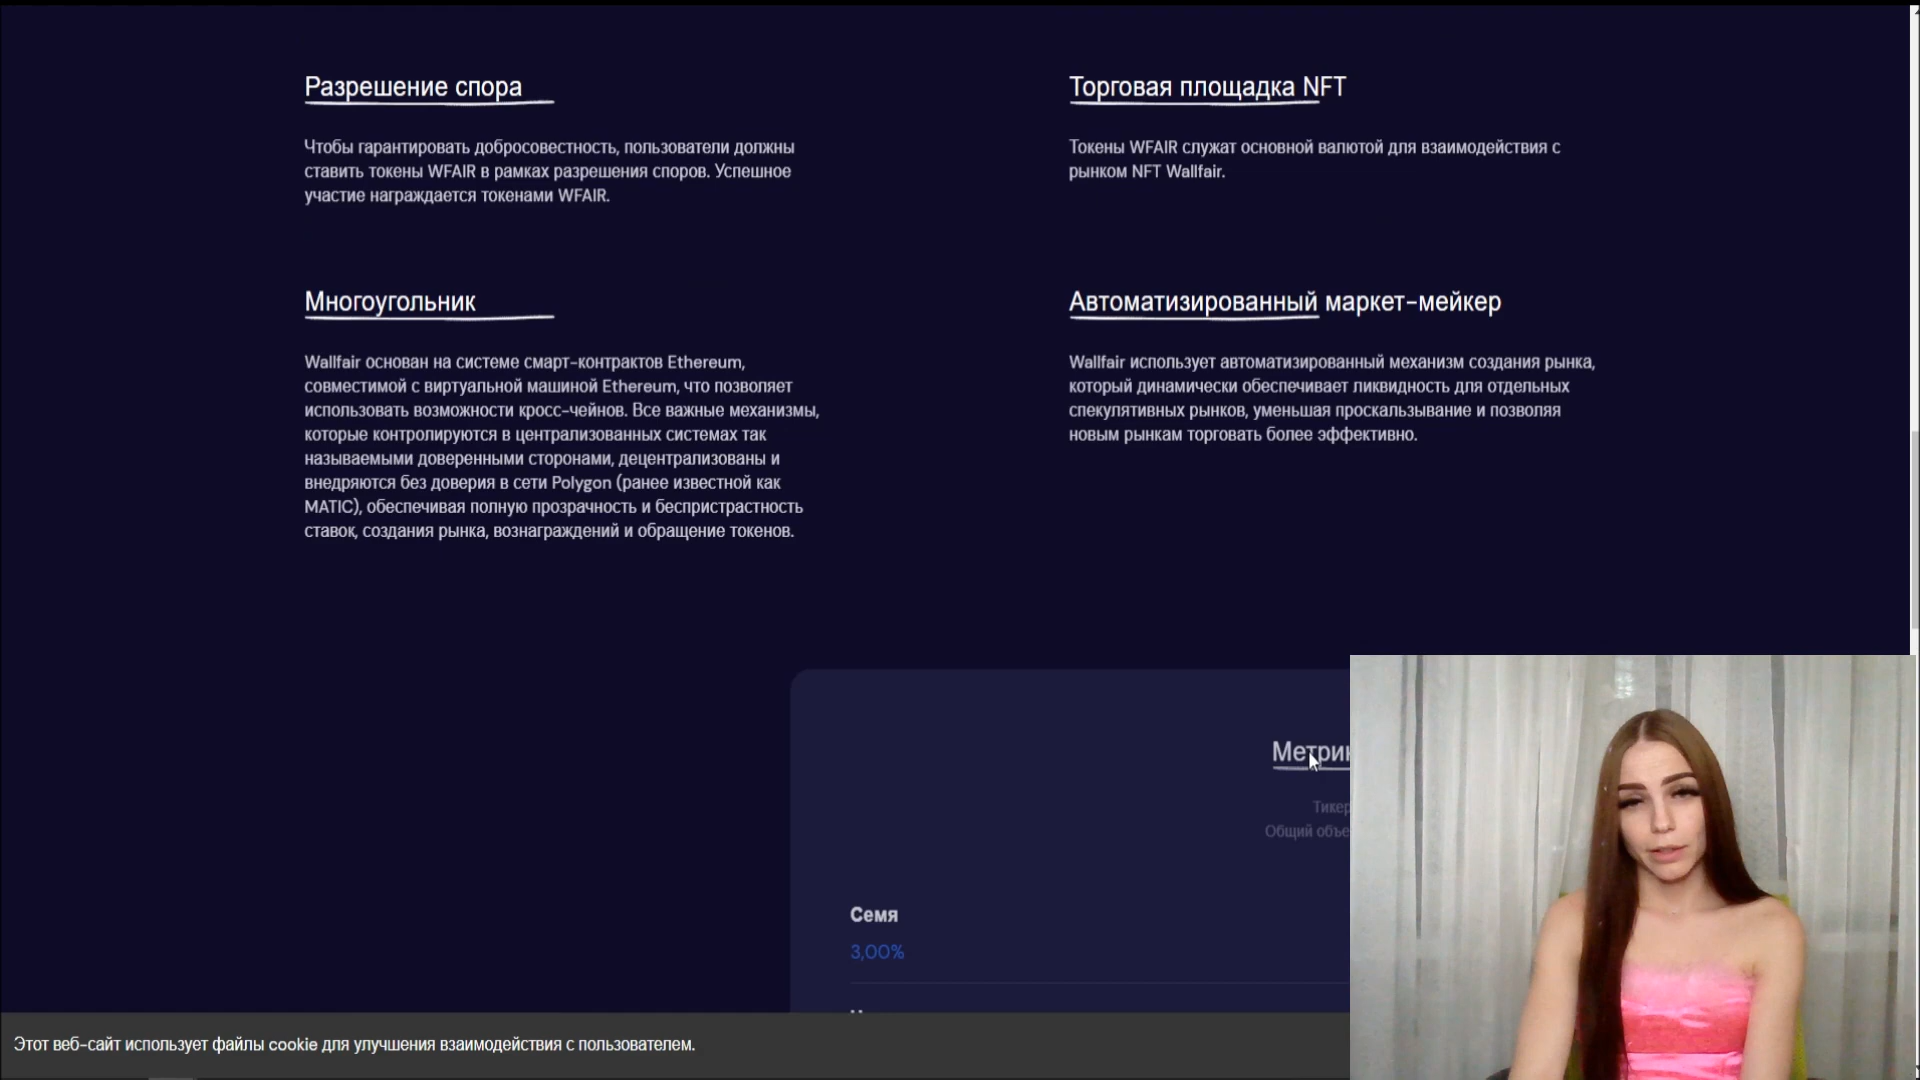 Разрешение спора
Чтобы гарантировать добросовестность, пользователи должны
ставить токены WFAIR в рамках разрешения споров. Успешное
участие награждается токенами WFAIR.
Торговая площадка NFT
Токены WFAIR служат основной валютой для взаимодействия с
рынком NFT Wallfair.
Многоугольник
Wallfair основан на системе смарт-контрактов Ethereum,
совместимой с виртуальной машиной Ethereum, что позволяет
использовать возможности кросс-чейнов. Все важные механизмы,
которые контролируются в централизованных системах так
называемыми доверенными сторонами, децентрализованы и
внедряются без доверия в сети Polygon (ранее известной как
MATIC), обеспечивая полную прозрачность и беспристрастность
ставок, создания рынка, вознаграждений и обращение токенов.
Автоматизированный маркет-мейкер
Wallfair использует автоматизированный механизм создания рынка,
который динамически обеспечивает ликвидность для отдельных
спекулятивных рынков, уменьшая проскальзывание и позволяя
новым рынкам торговать более эффективно.
Метрик
Тикер
Общий объе
Семя
3,00%
Этот веб-сайт использует файлы cookie для улучшения взаимодействия с пользователем.